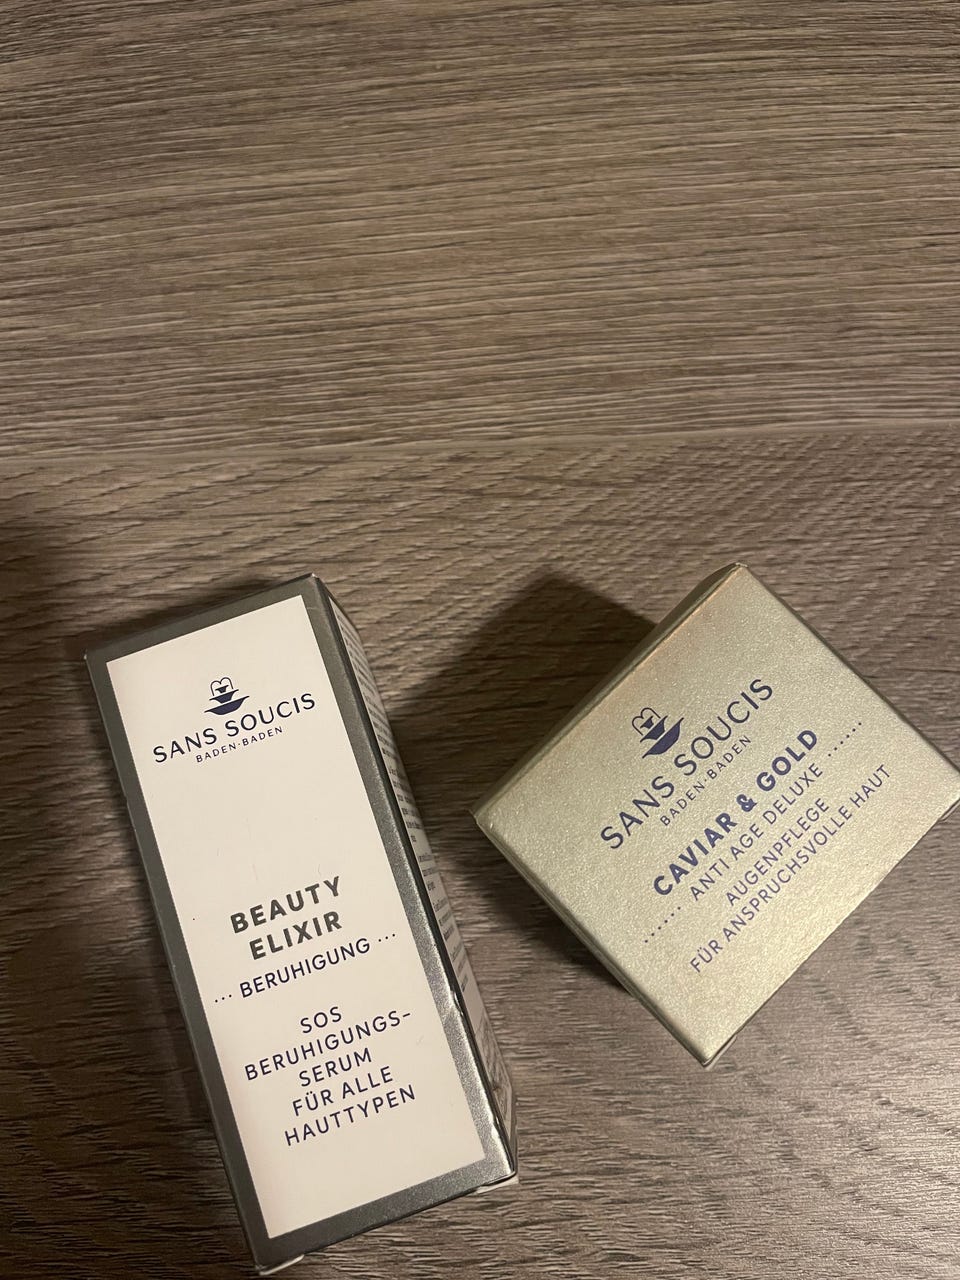 SANS SOUCIS
BADEN-BADEN
BEAUTY
ELIXIR
... BERUHIGUNG ...
SOS
BERUHIGUNGS-
SERUM
FÜR ALLE
HAUTTYPEN
SANS SOUCIS
BADEN-BADEN
CAVIAR & GOLD
...... ANTI AGE DELUXE ......
AUGENPFLEGE
FÜR ANSPRUCHSVOLLE HAUT